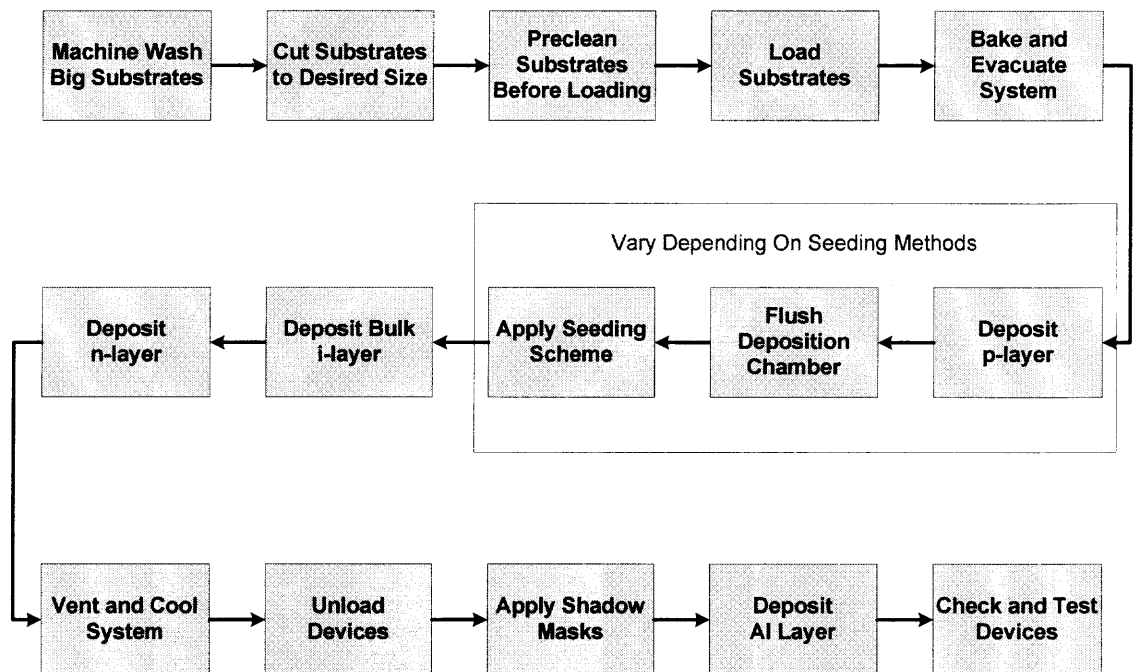 Machine Wash
Big Substrates
Cut Substrates
to Desired Size
Preclean
Substrates
Before Loading
Load
Substrates
Bake and
Evacuate
System
Vary Depending On Seeding Methods
Deposit
p-layer
Flush
Deposition
Chamber
Apply Seeding
Scheme
Deposit Bulk
i-layer
Deposit
n-layer
Vent and Cool
System
Unload
Devices
Apply Shadow
Masks
Deposit
Al Layer
Check and Test
Devices